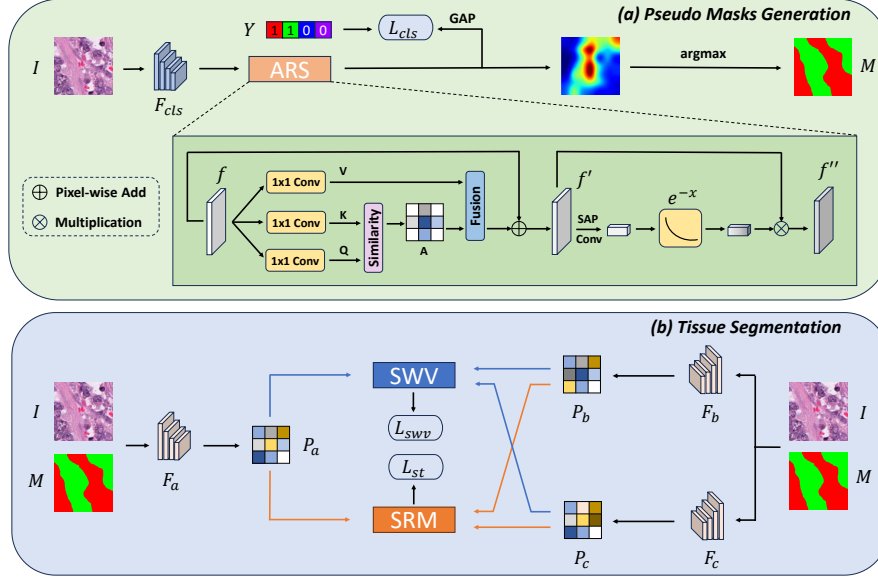 (a) Pseudo Masks Generation
Y 1 1 0 0 L_cls GAP
I F_cls ARS argmax M
f 1x1 Conv V f' e^{-x} f''
Pixel-wise Add
Multiplication
1x1 Conv K Similarity A Fusion SAP
Conv
1x1 Conv Q
(b) Tissue Segmentation
I SWV P_b F_b I
L_swv
F_a P_a
M L_st M
SRM P_c F_c